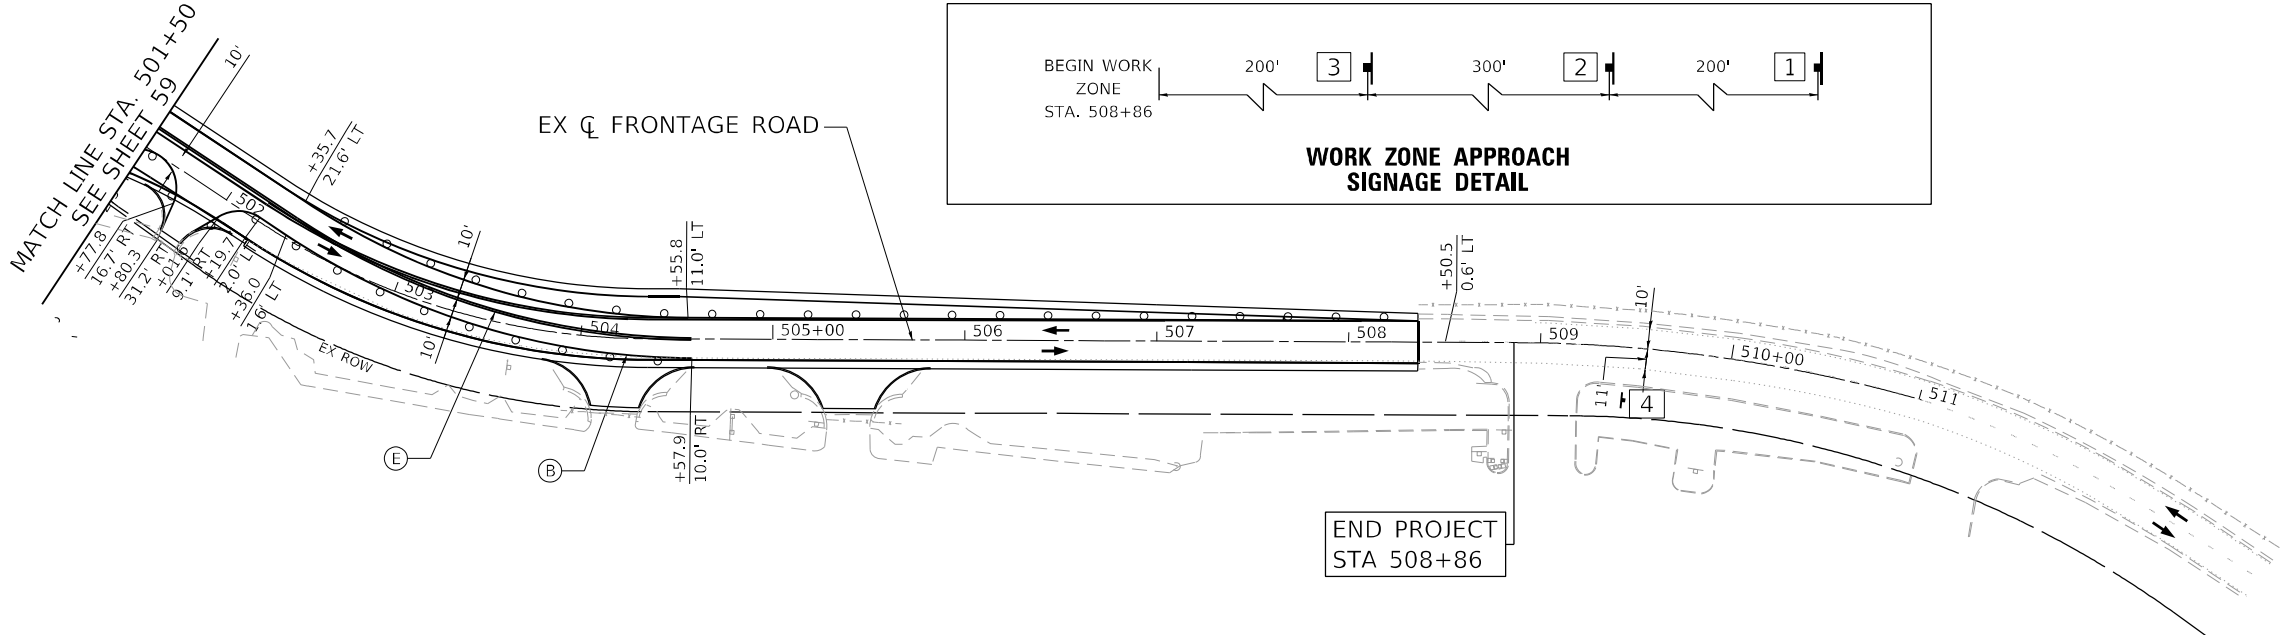 MATCH LINE STA. 501+50
SEE SHEET 59
10'
+35.7
21.6' LT
EX ℄ FRONTAGE ROAD
BEGIN WORK
ZONE
STA. 508+86
200'
3
300'
2
200'
1
WORK ZONE APPROACH
SIGNAGE DETAIL
502
+77.8
16.7' RT
+80.3
31.2' RT
+01.6
9.1' RT
+19.7
2.0' LT
+36.0
1.6' LT
10'
503
10'
EX ROW
504
+55.8
11.0' LT
505+00
506
507
508
+50.5
0.6' LT
509
10'
510+00
511
11'
4
E
B
+57.9
10.0' RT
END PROJECT
STA 508+86